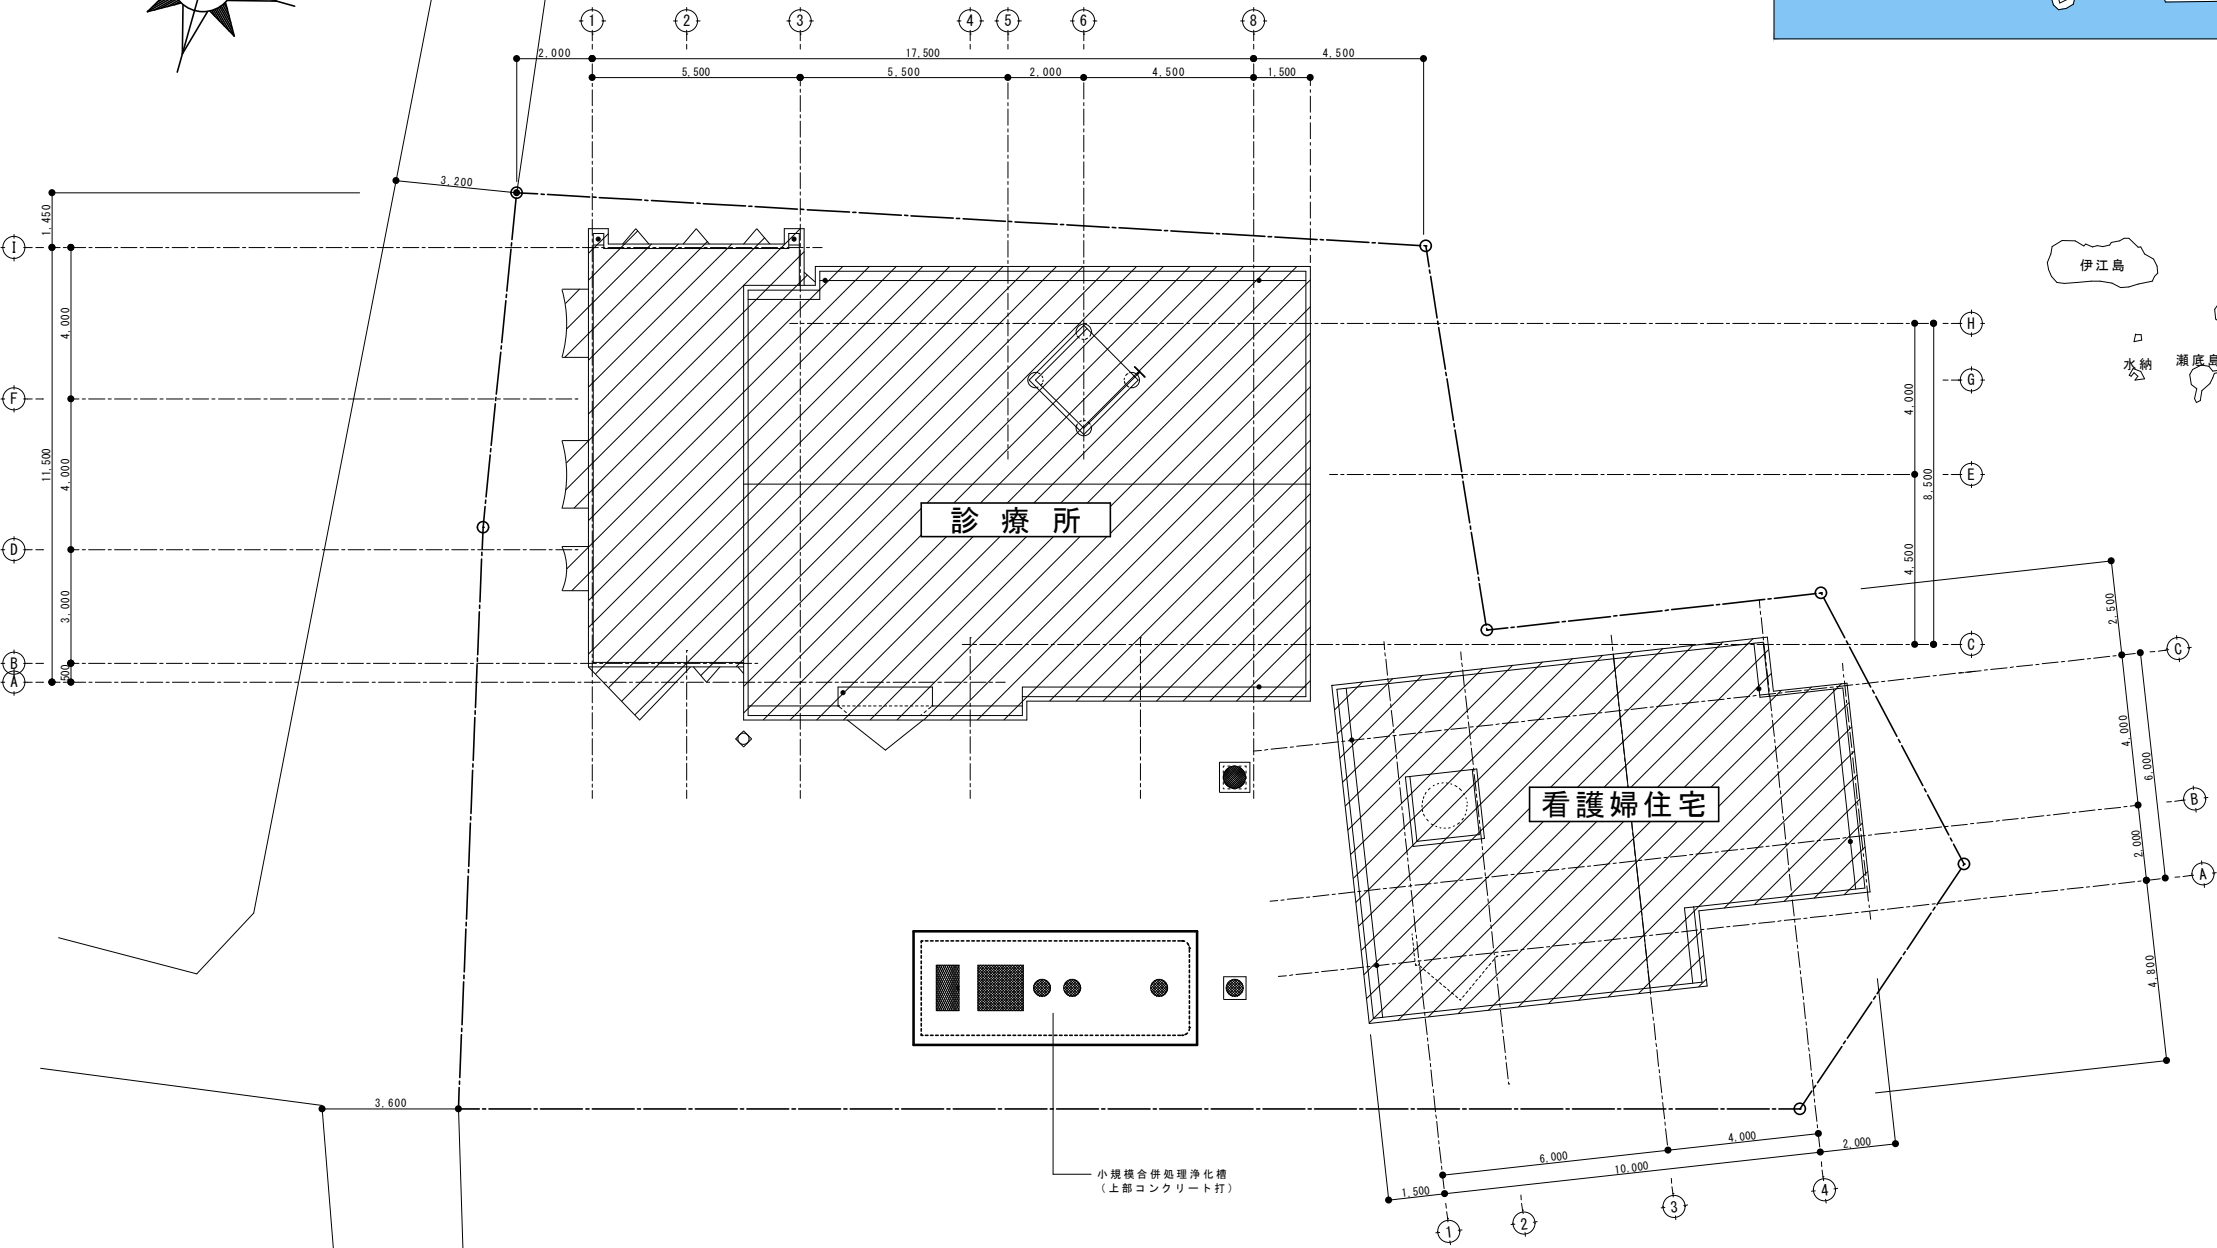 1 2 3 4 5 6 8
2,000 17,500 4,500
5,500 5,500 2,000 4,500 1,500
3,200
1,450
I
伊江島
4,000
H
水納 瀬底島
G
F
4,000
11,500
4,000
E
8,500
診療所
D
4,500
3,000
2,500
B
500
C
A
C
4,000
6,000
看護婦住宅
B
2,000
A
4,800
3,600
4,000
2,000
6,000
10,000
小規模合併処理浄化槽
(上部コンクリート打)
1,500
1 2 3 4